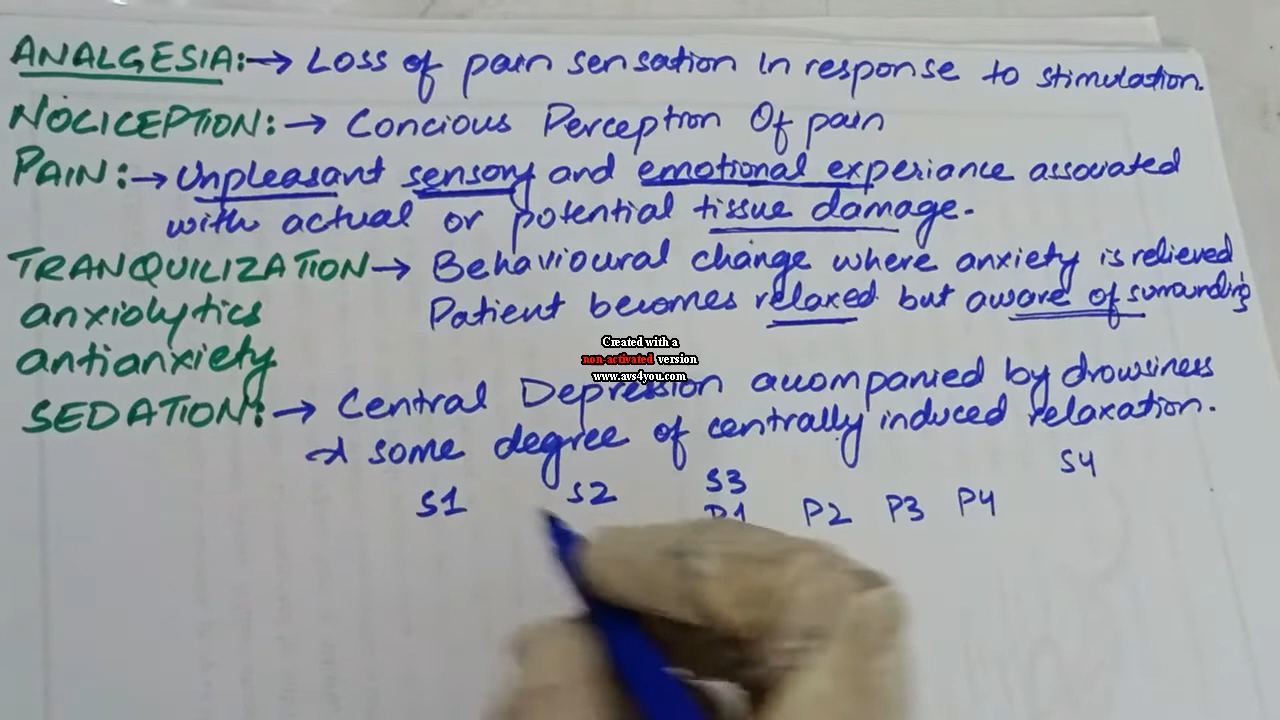 ANALGESIA:→ Loss of pain sensation in response to stimulation.
NOCICEPTION:→ Concious Perception Of pain
PAIN:→ Unpleasant sensory and emotional experiance associated
with actual or potential tissue damage.
TRANQUILIZATION→ Behavioural change where anxiety is relieved
anxiolytics Patient becomes relaxed but aware of surrounding
antianxiety
Created with a
non-activated version
www.avs4you.com
SEDATION:→ Central Depression accompanied by drowsiness
& some degree of centrally induced relaxation.
S1 S2 S3 S4
P1 P2 P3 P4